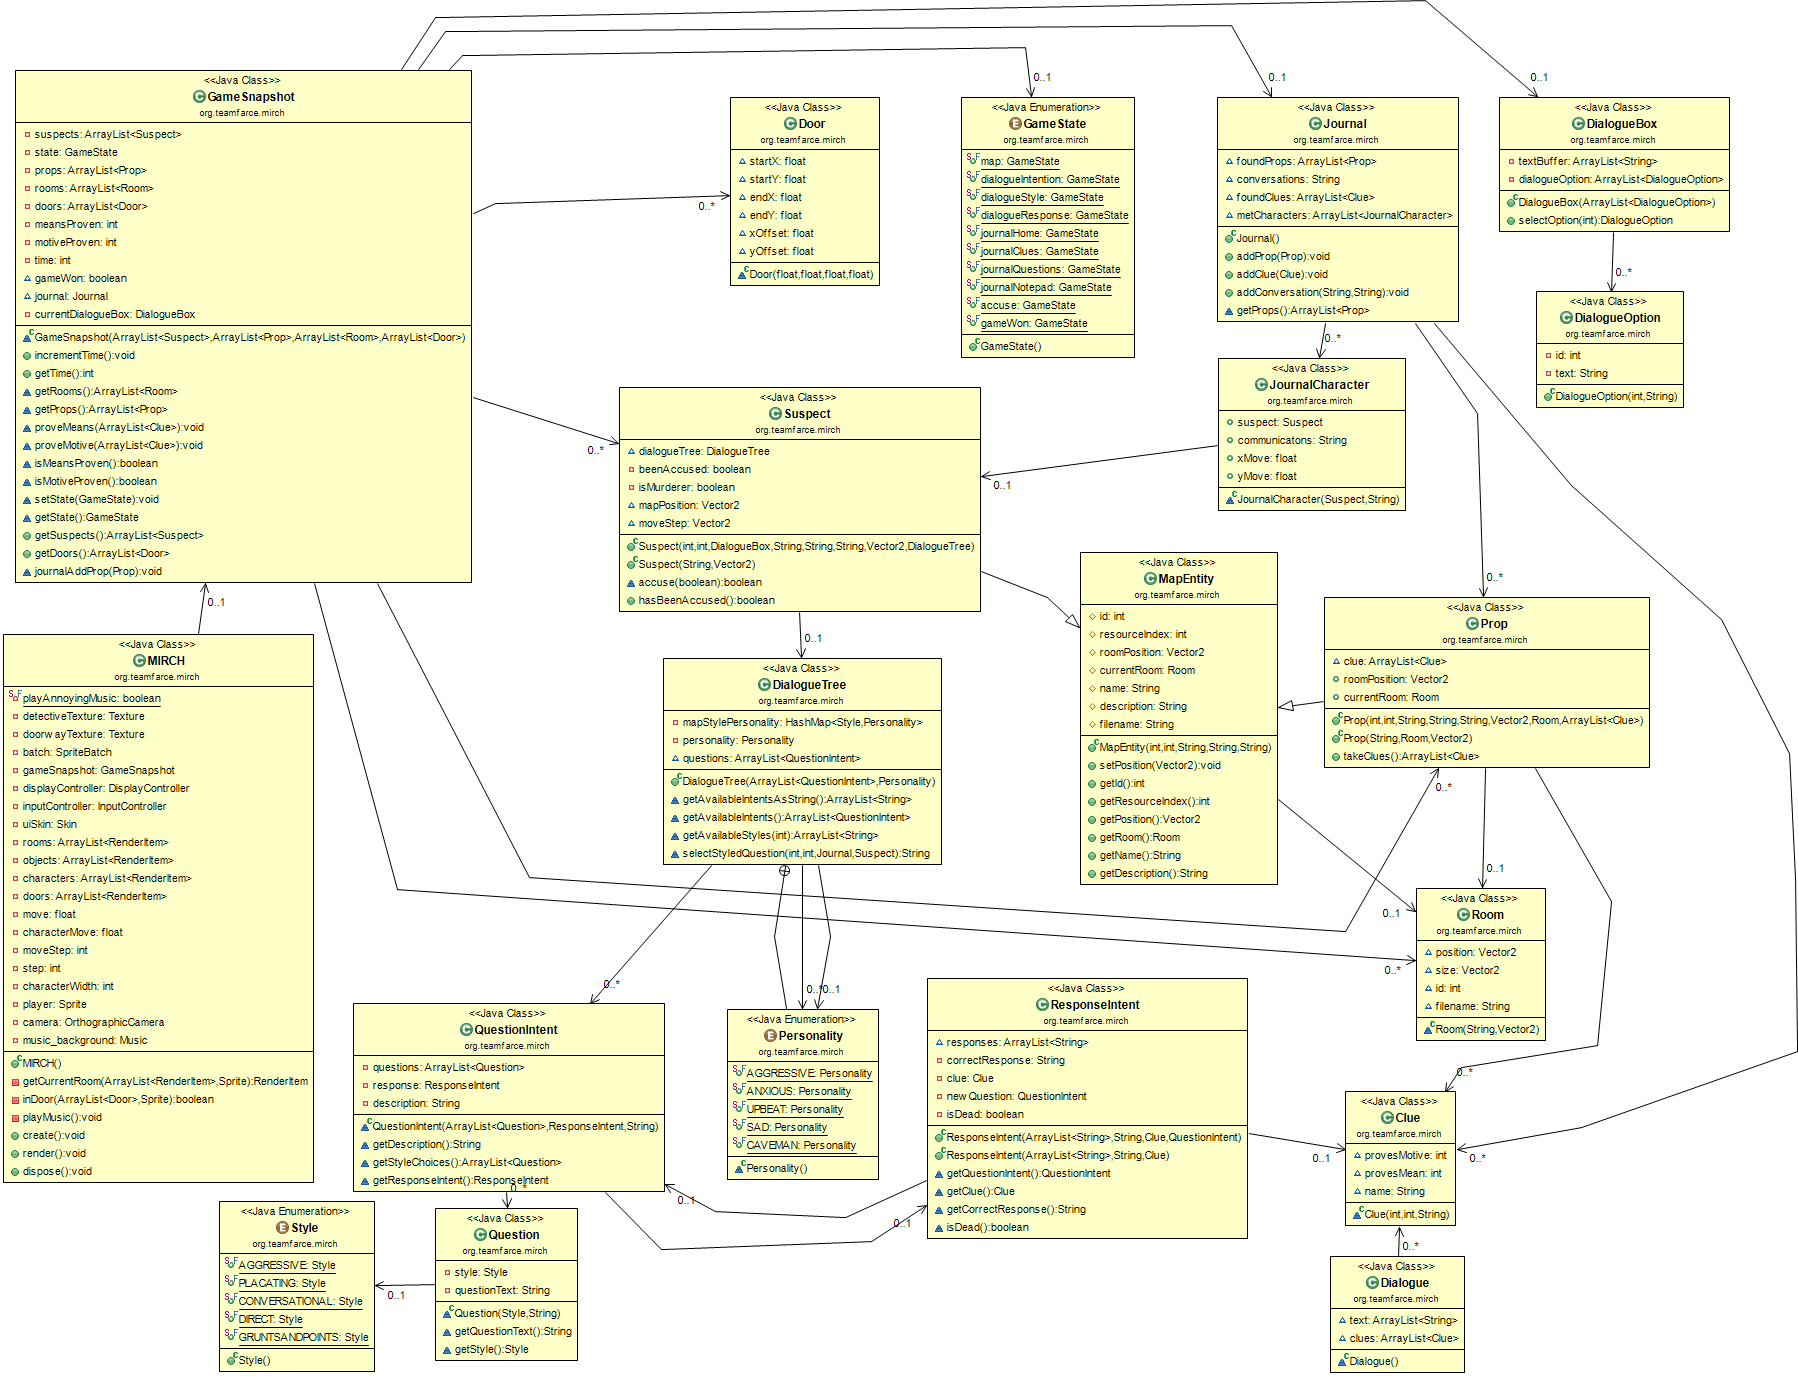 <<Java Class>>
GameSnapshot
org.teamfarce.mirch
suspects: ArrayList<Suspect>
state: GameState
props: ArrayList<Prop>
rooms: ArrayList<Room>
doors: ArrayList<Door>
meansProven: int
motiveProven: int
time: int
gameWon: boolean
journal: Journal
currentDialogueBox: DialogueBox
GameSnapshot(ArrayList<Suspect>,ArrayList<Prop>,ArrayList<Room>,ArrayList<Door>)
incrementTime():void
getTime():int
getRooms():ArrayList<Room>
getProps():ArrayList<Prop>
proveMeans(ArrayList<Clue>):void
proveMotive(ArrayList<Clue>):void
isMeansProven():boolean
isMotiveProven():boolean
setState(GameState):void
getState():GameState
getSuspects():ArrayList<Suspect>
getDoors():ArrayList<Door>
journalAddProp(Prop):void
0..1
0..1
0..1
0..*
0..*
0..1
<<Java Class>>
Door
org.teamfarce.mirch
startX: float
startY: float
endX: float
endY: float
xOffset: float
yOffset: float
Door(float,float,float,float)
<<Java Enumeration>>
GameState
org.teamfarce.mirch
map: GameState
dialogueIntention: GameState
dialogueStyle: GameState
dialogueResponse: GameState
journalHome: GameState
journalClues: GameState
journalQuestions: GameState
journalNotepad: GameState
accuse: GameState
gameWon: GameState
GameState()
<<Java Class>>
Journal
org.teamfarce.mirch
foundProps: ArrayList<Prop>
conversations: String
foundClues: ArrayList<Clue>
metCharacters: ArrayList<JournalCharacter>
Journal()
addProp(Prop):void
addClue(Clue):void
addConversation(String,String):void
getProps():ArrayList<Prop>
0..*
<<Java Class>>
DialogueBox
org.teamfarce.mirch
textBuffer: ArrayList<String>
dialogueOption: ArrayList<DialogueOption>
DialogueBox(ArrayList<DialogueOption>)
selectOption(int):DialogueOption
0..*
<<Java Class>>
DialogueOption
org.teamfarce.mirch
id: int
text: String
DialogueOption(int,String)
<<Java Class>>
JournalCharacter
org.teamfarce.mirch
suspect: Suspect
communicatons: String
xMove: float
yMove: float
JournalCharacter(Suspect,String)
0..1
<<Java Class>>
Suspect
org.teamfarce.mirch
dialogueTree: DialogueTree
beenAccused: boolean
isMurderer: boolean
mapPosition: Vector2
moveStep: Vector2
Suspect(int,int,DialogueBox,String,String,String,Vector2,DialogueTree)
Suspect(String,Vector2)
accuse(boolean):boolean
hasBeenAccused():boolean
0..1
<<Java Class>>
MapEntity
org.teamfarce.mirch
id: int
resourceIndex: int
roomPosition: Vector2
currentRoom: Room
name: String
description: String
filename: String
MapEntity(int,int,String,String,String)
setPosition(Vector2):void
getId():int
getResourceIndex():int
getPosition():Vector2
getRoom():Room
getName():String
getDescription():String
0..*
<<Java Class>>
Prop
org.teamfarce.mirch
clue: ArrayList<Clue>
roomPosition: Vector2
currentRoom: Room
Prop(int,int,String,String,String,Vector2,Room,ArrayList<Clue>)
Prop(String,Room,Vector2)
takeClues():ArrayList<Clue>
0..*
0..1
<<Java Class>>
MIRCH
org.teamfarce.mirch
playAnnoyingMusic: boolean
detectiveTexture: Texture
doorwayTexture: Texture
batch: SpriteBatch
gameSnapshot: GameSnapshot
displayController: DisplayController
inputController: InputController
uiSkin: Skin
rooms: ArrayList<RenderItem>
objects: ArrayList<RenderItem>
characters: ArrayList<RenderItem>
doors: ArrayList<RenderItem>
move: float
characterMove: float
moveStep: int
step: int
characterWidth: int
player: Sprite
camera: OrthographicCamera
music_background: Music
MIRCH()
getCurrentRoom(ArrayList<RenderItem>,Sprite):RenderItem
inDoor(ArrayList<Door>,Sprite):boolean
playMusic():void
create():void
render():void
dispose():void
<<Java Class>>
DialogueTree
org.teamfarce.mirch
mapStylePersonality: HashMap<Style,Personality>
personality: Personality
questions: ArrayList<QuestionIntent>
DialogueTree(ArrayList<QuestionIntent>,Personality)
getAvailableIntentsAsString():ArrayList<String>
getAvailableIntents():ArrayList<QuestionIntent>
getAvailableStyles(int):ArrayList<String>
selectStyledQuestion(int,int,Journal,Suspect):String
0..*
0..*
0..1
0..1
0..*
<<Java Class>>
Room
org.teamfarce.mirch
position: Vector2
size: Vector2
id: int
filename: String
Room(String,Vector2)
<<Java Class>>
QuestionIntent
org.teamfarce.mirch
questions: ArrayList<Question>
response: ResponseIntent
description: String
QuestionIntent(ArrayList<Question>,ResponseIntent,String)
getDescription():String
getStyleChoices():ArrayList<Question>
getResponseIntent():ResponseIntent
0..*
<<Java Enumeration>>
Personality
org.teamfarce.mirch
AGGRESSIVE: Personality
ANXIOUS: Personality
UPBEAT: Personality
SAD: Personality
CAVEMAN: Personality
Personality()
<<Java Class>>
ResponseIntent
org.teamfarce.mirch
responses: ArrayList<String>
correctResponse: String
clue: Clue
newQuestion: QuestionIntent
isDead: boolean
ResponseIntent(ArrayList<String>,String,Clue,QuestionIntent)
ResponseIntent(ArrayList<String>,String,Clue)
getQuestionIntent():QuestionIntent
getClue():Clue
getCorrectResponse():String
isDead():boolean
0..1
0..1
0..1
0..*
0..*
<<Java Class>>
Clue
org.teamfarce.mirch
provesMotive: int
provesMean: int
name: String
Clue(int,int,String)
0..*
<<Java Enumeration>>
Style
org.teamfarce.mirch
AGGRESSIVE: Style
PLACATING: Style
CONVERSATIONAL: Style
DIRECT: Style
GRUNTSANDPOINTS: Style
Style()
0..1
<<Java Class>>
Question
org.teamfarce.mirch
style: Style
questionText: String
Question(Style,String)
getQuestionText():String
getStyle():Style
<<Java Class>>
Dialogue
org.teamfarce.mirch
text: ArrayList<String>
clues: ArrayList<Clue>
Dialogue()